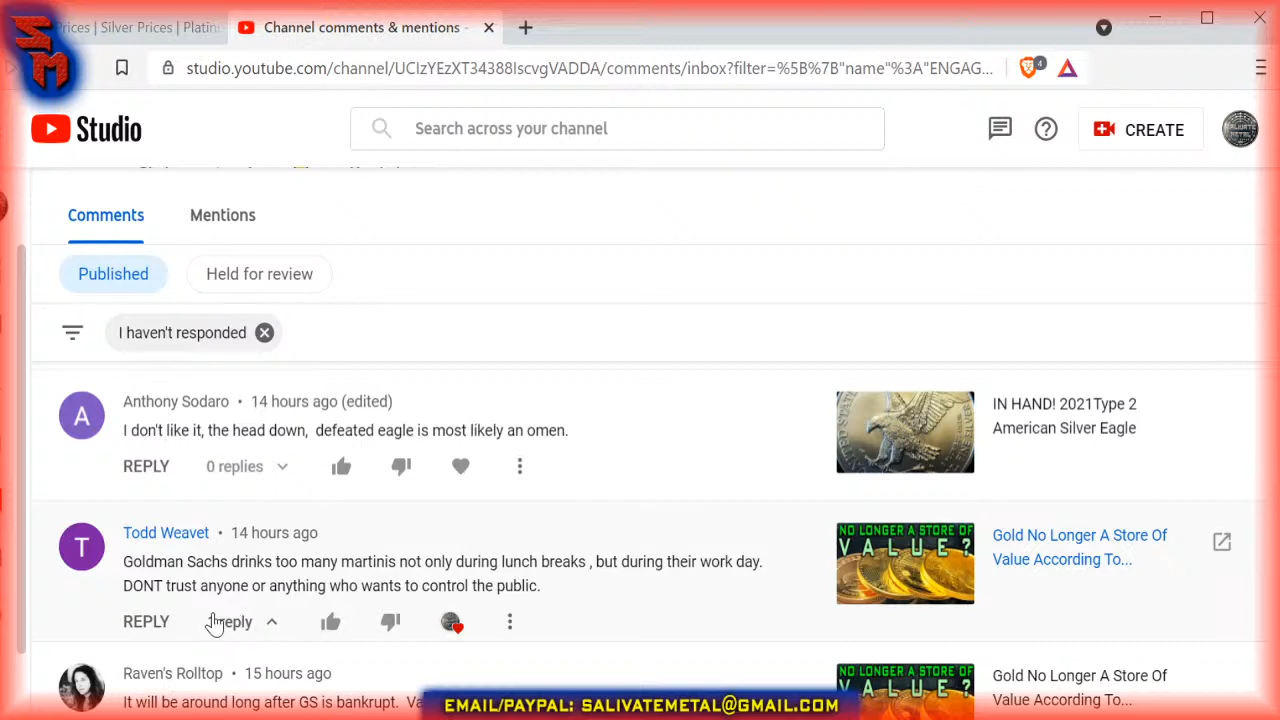 SM
Prices | Silver Prices | Platin
Channel comments & mentions -
studio.youtube.com/channel/UCIzYEzXT34388IscvgVADDA/comments/inbox?filter=%5B%7B"name"%3A"ENGAG...
4
Studio
Search across your channel
CREATE
SALIVATE
METAL
Comments
Mentions
Published
Held for review
I haven't responded
Anthony Sodaro • 14 hours ago (edited)
I don't like it, the head down, defeated eagle is most likely an omen.
REPLY
0 replies
IN HAND! 2021Type 2
American Silver Eagle
A
T
Todd Weavet • 14 hours ago
Goldman Sachs drinks too many martinis not only during lunch breaks , but during their work day.
DONT trust anyone or anything who wants to control the public.
REPLY
reply
NO LONGER A STORE OF
VALUE?
Gold No Longer A Store Of
Value According To...
Raven's Rolltop • 15 hours ago
It will be around long after GS is bankrupt.
NO LONGER A STORE OF
VALUE?
Gold No Longer A Store Of
Value According To...
EMAIL/PAYPAL: SALIVATEMETAL@GMAIL.COM